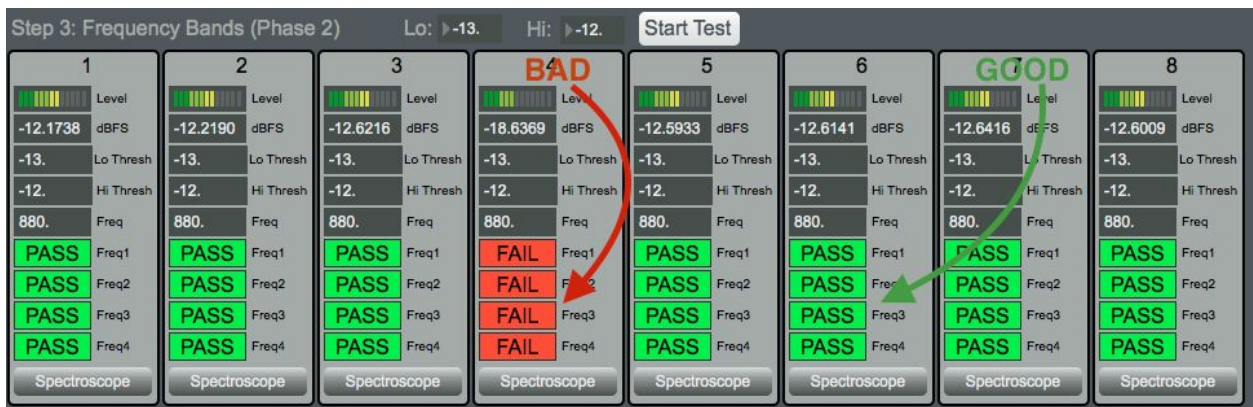 Step 3: Frequency Bands (Phase 2) Lo: -13. Hi: -12. Start Test
1 2 3 4 5 6 7 8
BAD GOOD
Level Level Level Level Level Level Level Level
-12.1738 dBFS -12.2190 dBFS -12.6216 dBFS -18.6369 dBFS -12.5933 dBFS -12.6141 dBFS -12.6416 dBFS -12.6009 dBFS
-13. Lo Thresh -13. Lo Thresh -13. Lo Thresh -13. Lo Thresh -13. Lo Thresh -13. Lo Thresh -13. Lo Thresh -13. Lo Thresh
-12. Hi Thresh -12. Hi Thresh -12. Hi Thresh -12. Hi Thresh -12. Hi Thresh -12. Hi Thresh -12. Hi Thresh -12. Hi Thresh
880. Freq 880. Freq 880. Freq 880. Freq 880. Freq 880. Freq 880. Freq 880. Freq
PASS Freq1 PASS Freq1 PASS Freq1 FAIL Freq1 PASS Freq1 PASS Freq1 PASS Freq1 PASS Freq1
PASS Freq2 PASS Freq2 PASS Freq2 FAIL Freq2 PASS Freq2 PASS Freq2 PASS Freq2 PASS Freq2
PASS Freq3 PASS Freq3 PASS Freq3 FAIL Freq3 PASS Freq3 PASS Freq3 PASS Freq3 PASS Freq3
PASS Freq4 PASS Freq4 PASS Freq4 FAIL Freq4 PASS Freq4 PASS Freq4 PASS Freq4 PASS Freq4
Spectroscope Spectroscope Spectroscope Spectroscope Spectroscope Spectroscope Spectroscope Spectroscope